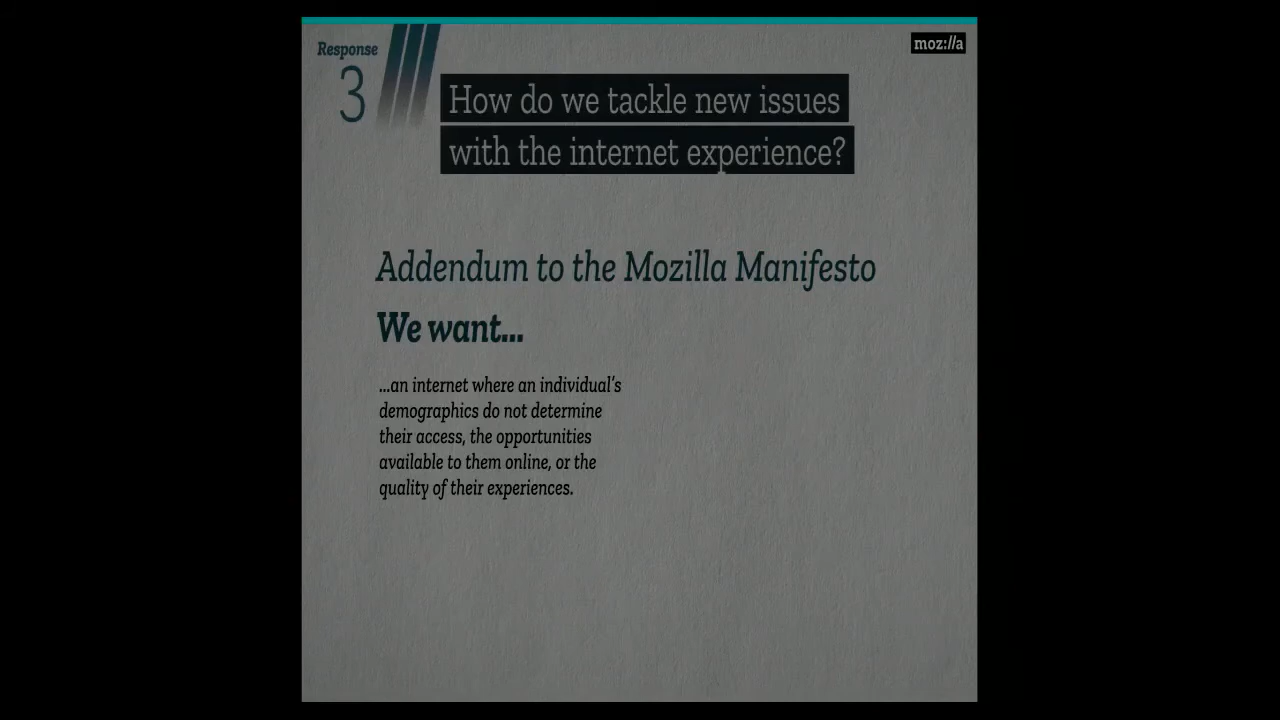 Response
3
moz://a
How do we tackle new issues
with the internet experience?
Addendum to the Mozilla Manifesto
We want...
...an internet where an individual's
demographics do not determine
their access, the opportunities
available to them online, or the
quality of their experiences.